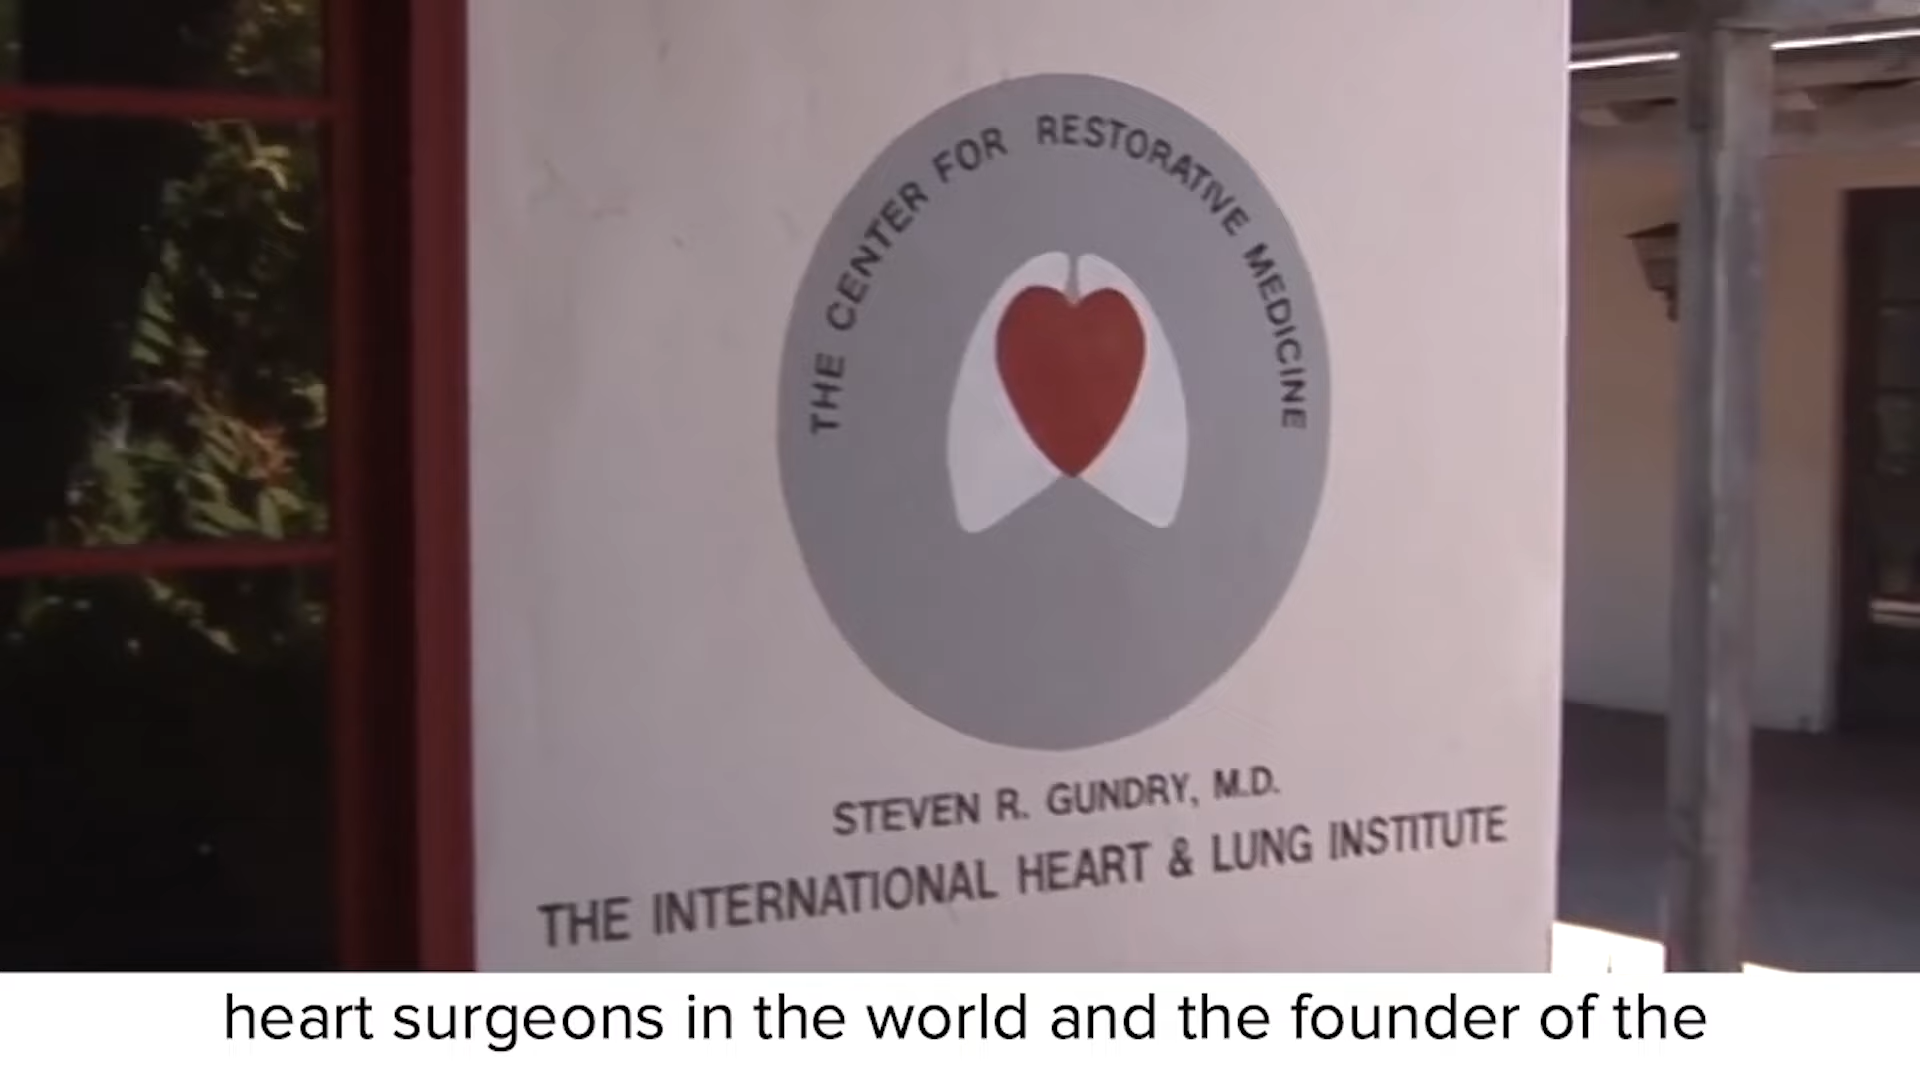 THE CENTER FOR RESTORATIVE MEDICINE
STEVEN R. GUNDRY, M.D.
THE INTERNATIONAL HEART & LUNG INSTITUTE
heart surgeons in the world and the founder of the